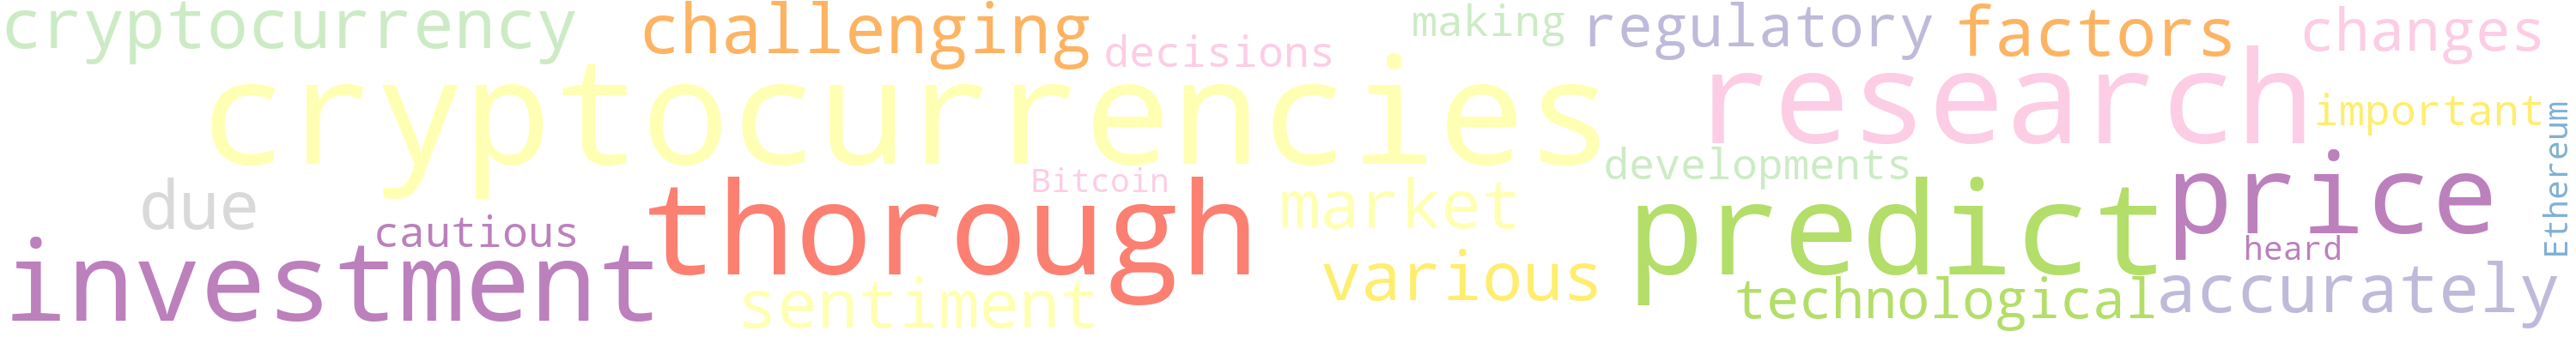 cryptocurrency
challenging
decisions
making
regulatory
factors
changes
cryptocurrencies
research
important
Ethereum
developments
Bitcoin
due
cautious
thorough
market
predict
price
heard
investment
sentiment
various
technological
accurately